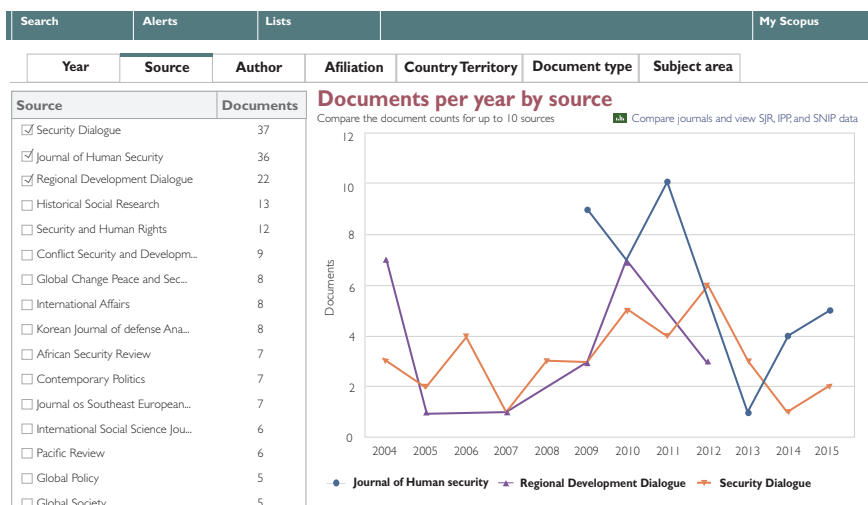 Search Alerts Lists My Scopus
Year Source Author Afiliation Country Territory Document type Subject area
Source Documents
Security Dialogue 37
Journal of Human Security 36
Regional Development Dialogue 22
Historical Social Research 13
Security and Human Rights 12
Conflict Security and Developm... 9
Global Change Peace and Sec... 8
International Affairs 8
Korean Journal of defense Ana... 8
African Security Review 7
Contemporary Politics 7
Journal os Southeast European... 7
International Social Science Jou... 6
Pacific Review 6
Global Policy 5
Global Society 5
Documents per year by source
Compare the document counts for up to 10 sources
Compare journals and view SJR, IPP, and SNIP data
Documents
12
10
8
6
4
2
0
2004 2005 2006 2007 2008 2009 2010 2011 2012 2013 2014 2015
Journal of Human security Regional Development Dialogue Security Dialogue